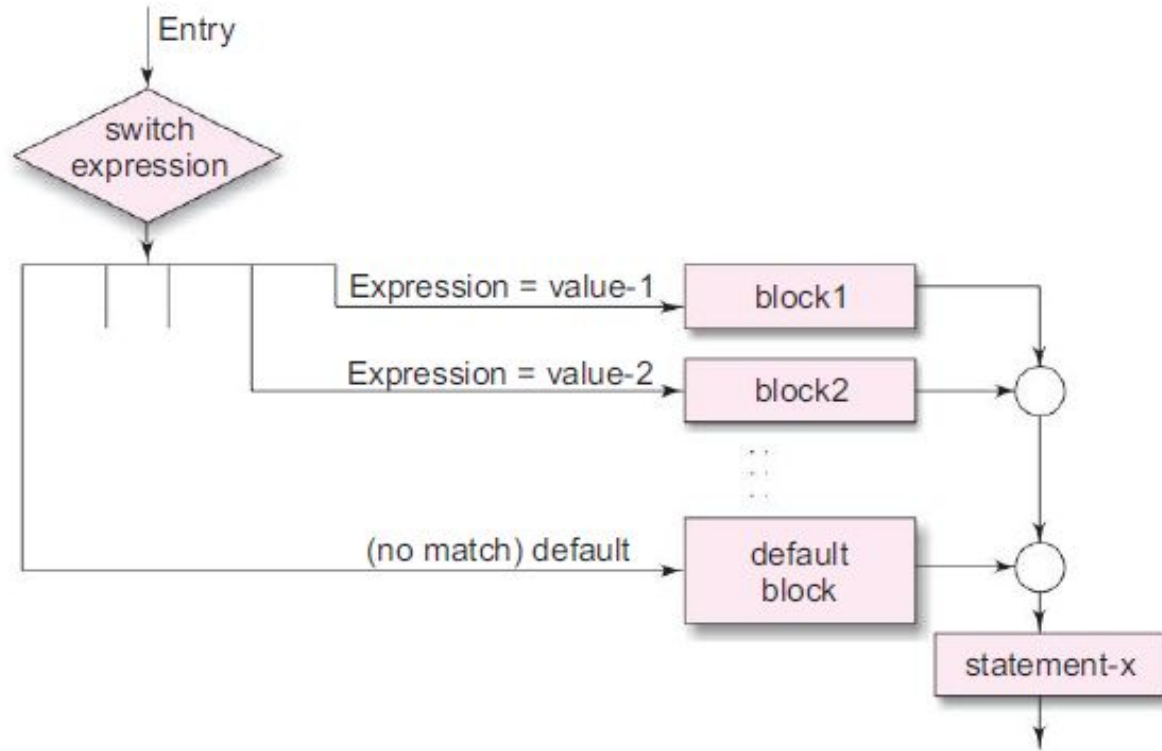 Entry
switch
expression
Expression = value-1
block1
Expression = value-2
block2
(no match) default
default
block
statement-x